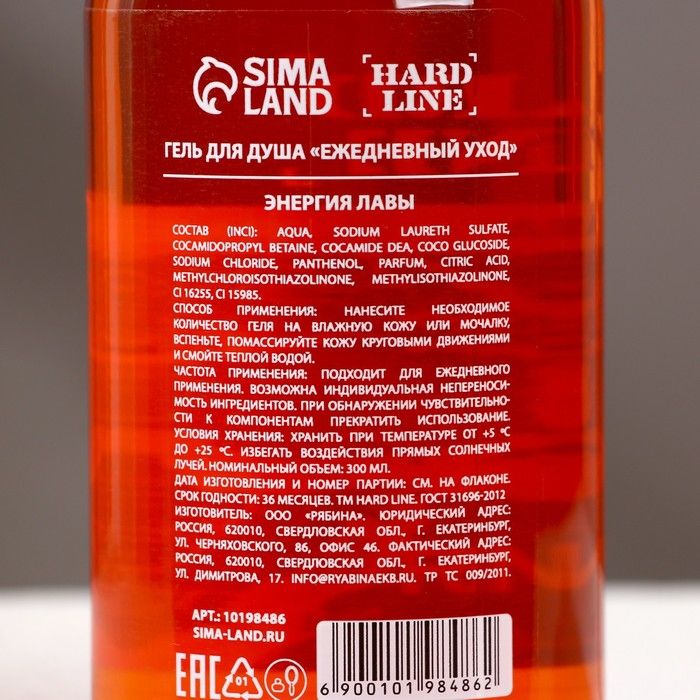 SIMA LAND
HARD LINE
ГЕЛЬ ДЛЯ ДУША «ЕЖЕДНЕВНЫЙ УХОД»
ЭНЕРГИЯ ЛАВЫ
СОСТАВ (INCI): AQUA, SODIUM LAURETH SULFATE,
COCAMIDOPROPYL BETAINE, COCAMIDE DEA, COCO GLUCOSIDE,
SODIUM CHLORIDE, PANTHENOL, PARFUM, CITRIC ACID,
METHYLCHLOROISOTHIAZOLINONE, METHYLISOTHIAZOLINONE,
CI 16255, CI 15985.
СПОСОБ ПРИМЕНЕНИЯ: НАНЕСИТЕ НЕОБХОДИМОЕ
КОЛИЧЕСТВО ГЕЛЯ НА ВЛАЖНУЮ КОЖУ ИЛИ МОЧАЛКУ,
ВСПЕНЬТЕ, ПОМАССИРУЙТЕ КОЖУ КРУГОВЫМИ ДВИЖЕНИЯМИ
И СМОЙТЕ ТЕПЛОЙ ВОДОЙ.
ЧАСТОТА ПРИМЕНЕНИЯ: ПОДХОДИТ ДЛЯ ЕЖЕДНЕВНОГО
ПРИМЕНЕНИЯ. ВОЗМОЖНА ИНДИВИДУАЛЬНАЯ НЕПЕРЕНОСИ-
МОСТЬ ИНГРЕДИЕНТОВ. ПРИ ОБНАРУЖЕНИИ ЧУВСТВИТЕЛЬНО-
СТИ К КОМПОНЕНТАМ ПРЕКРАТИТЬ ИСПОЛЬЗОВАНИЕ.
УСЛОВИЯ ХРАНЕНИЯ: ХРАНИТЬ ПРИ ТЕМПЕРАТУРЕ ОТ +5 °C
ДО +25 °C. ИЗБЕГАТЬ ВОЗДЕЙСТВИЯ ПРЯМЫХ СОЛНЕЧНЫХ
ЛУЧЕЙ. НОМИНАЛЬНЫЙ ОБЪЕМ: 300 МЛ.
ДАТА ИЗГОТОВЛЕНИЯ И НОМЕР ПАРТИИ: СМ. НА ФЛАКОНЕ.
СРОК ГОДНОСТИ: 36 МЕСЯЦЕВ. ТМ HARD LINE. ГОСТ 31696-2012
ИЗГОТОВИТЕЛЬ: ООО «РЯБИНА». ЮРИДИЧЕСКИЙ АДРЕС:
РОССИЯ, 620010, СВЕРДЛОВСКАЯ ОБЛ., Г. ЕКАТЕРИНБУРГ,
УЛ. ЧЕРНЯХОВСКОГО, 86, ОФИС 46. ФАКТИЧЕСКИЙ АДРЕС:
РОССИЯ, 620010, СВЕРДЛОВСКАЯ ОБЛ., Г. ЕКАТЕРИНБУРГ,
УЛ. ДИМИТРОВА, 17. INFO@RYABINAEKB.RU ТР ТС 009/2011.
АРТ.: 10198486
SIMA-LAND.RU
EAC 01
6 900101 984862